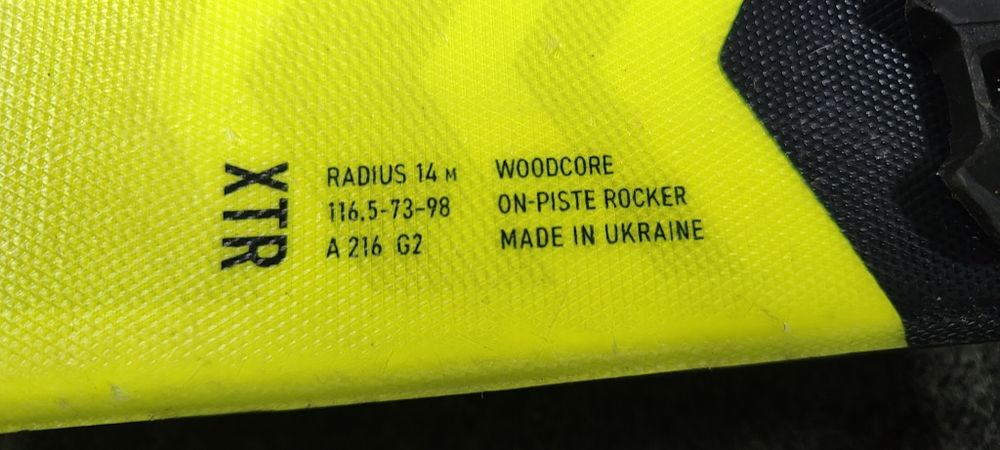 XTR
RADIUS 14 M
116.5-73-98
A 216 G2
WOODCORE
ON-PISTE ROCKER
MADE IN UKRAINE